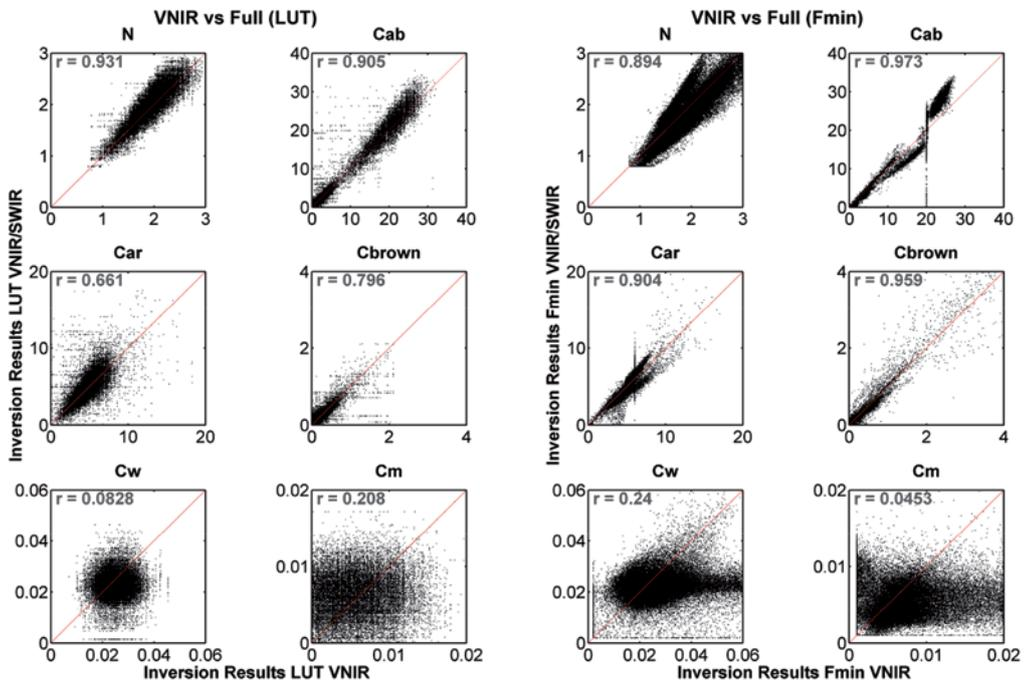 VNIR vs Full (LUT)
N
r = 0.931
3
2
1
0
0 1 2 3
Cab
r = 0.905
40
30
20
10
0
0 10 20 30 40
Car
r = 0.661
20
10
0
0 10 20
Cbrown
r = 0.796
4
2
0
0 2 4
Cw
r = 0.0828
0.06
0.04
0.02
0
0 0.02 0.04 0.06
Cm
r = 0.208
0.02
0.01
0
0 0.01 0.02
Inversion Results LUT VNIR/SWIR
Inversion Results LUT VNIR
VNIR vs Full (Fmin)
N
r = 0.894
3
2
1
0
0 1 2 3
Cab
r = 0.973
40
30
20
10
0
0 10 20 30 40
Car
r = 0.904
20
10
0
0 10 20
Cbrown
r = 0.959
4
2
0
0 2 4
Cw
r = 0.24
0.06
0.04
0.02
0
0 0.02 0.04 0.06
Cm
r = 0.0453
0.02
0.01
0
0 0.01 0.02
Inversion Results Fmin VNIR/SWIR
Inversion Results Fmin VNIR